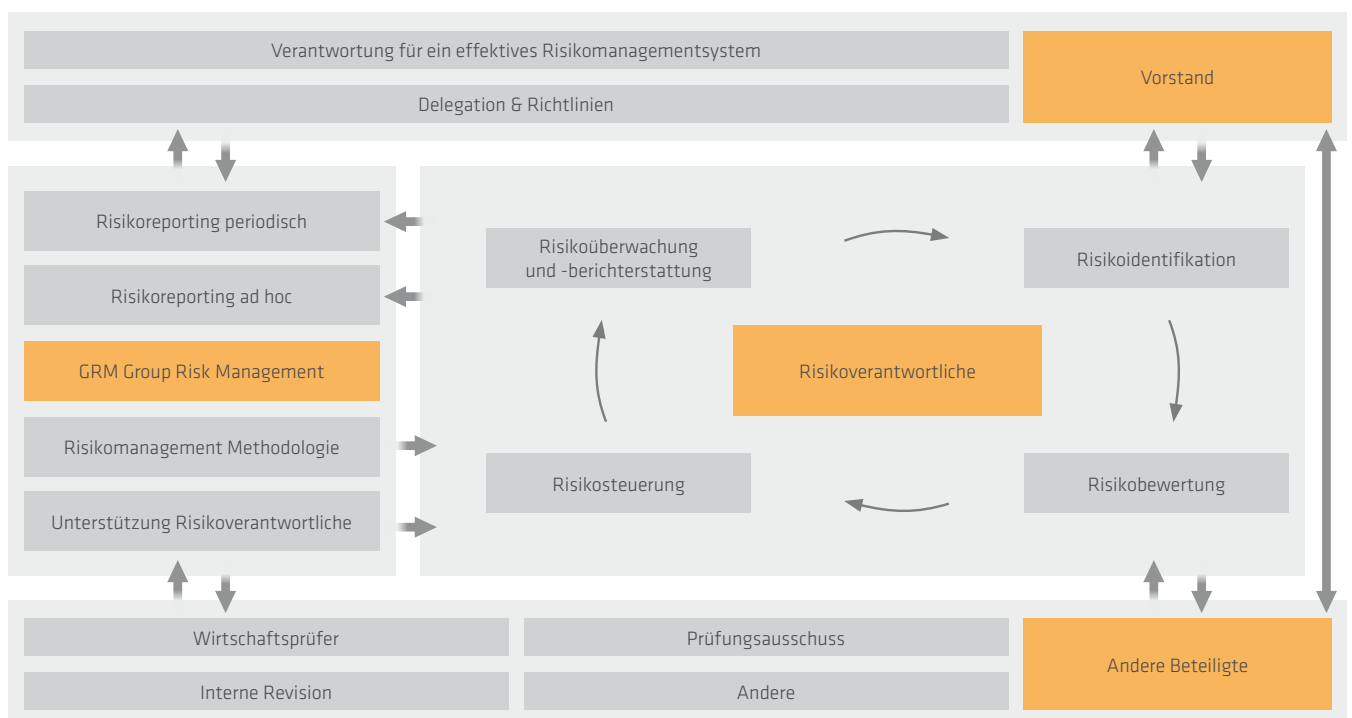 Verantwortung für ein effektives Risikomanagementsystem
Delegation & Richtlinien
Vorstand
Risikoreporting periodisch
Risikoreporting ad hoc
GRM Group Risk Management
Risikomanagement Methodologie
Unterstützung Risikoverantwortliche
Risikoüberwachung
und -berichterstattung
Risikoidentifikation
Risikoverantwortliche
Risikosteuerung
Risikobewertung
Wirtschaftsprüfer
Prüfungsausschuss
Interne Revision
Andere
Andere Beteiligte